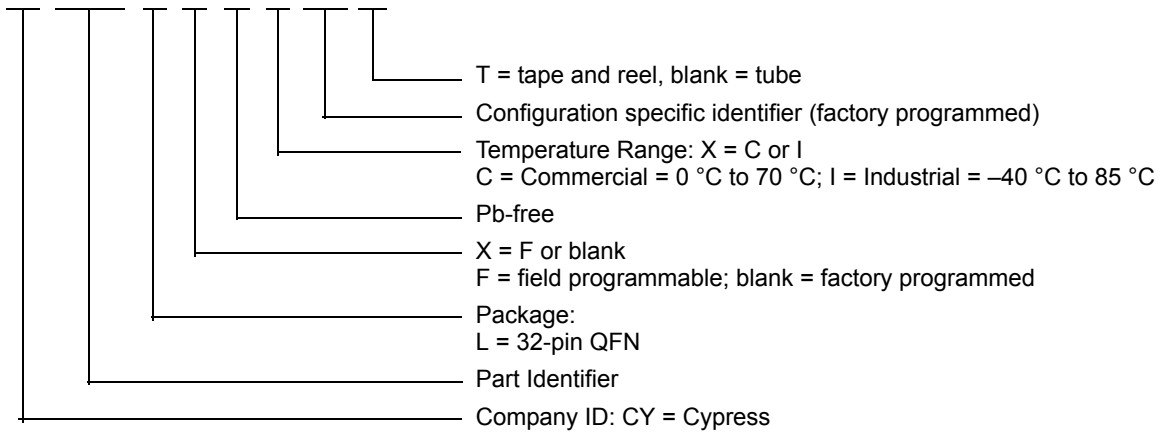 T = tape and reel, blank = tube
Configuration specific identifier (factory programmed)
Temperature Range: X = C or I
C = Commercial = 0 °C to 70 °C; I = Industrial = –40 °C to 85 °C
Pb-free
X = F or blank
F = field programmable; blank = factory programmed
Package:
L = 32-pin QFN
Part Identifier
Company ID: CY = Cypress